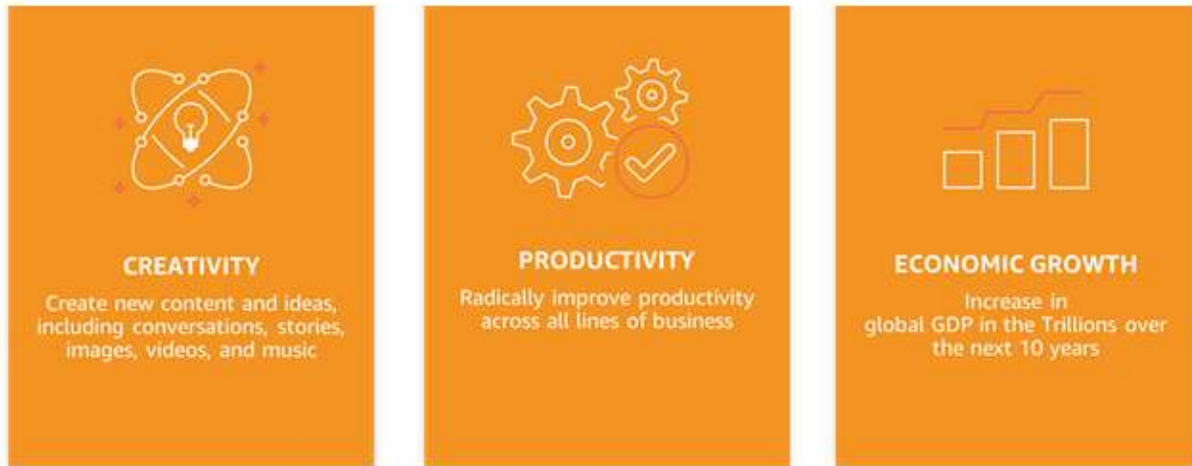 CREATIVITY
Create new content and ideas,
including conversations, stories,
images, videos, and music
PRODUCTIVITY
Radically improve productivity
across all lines of business
ECONOMIC GROWTH
Increase in
global GDP in the Trillions over
the next 10 years